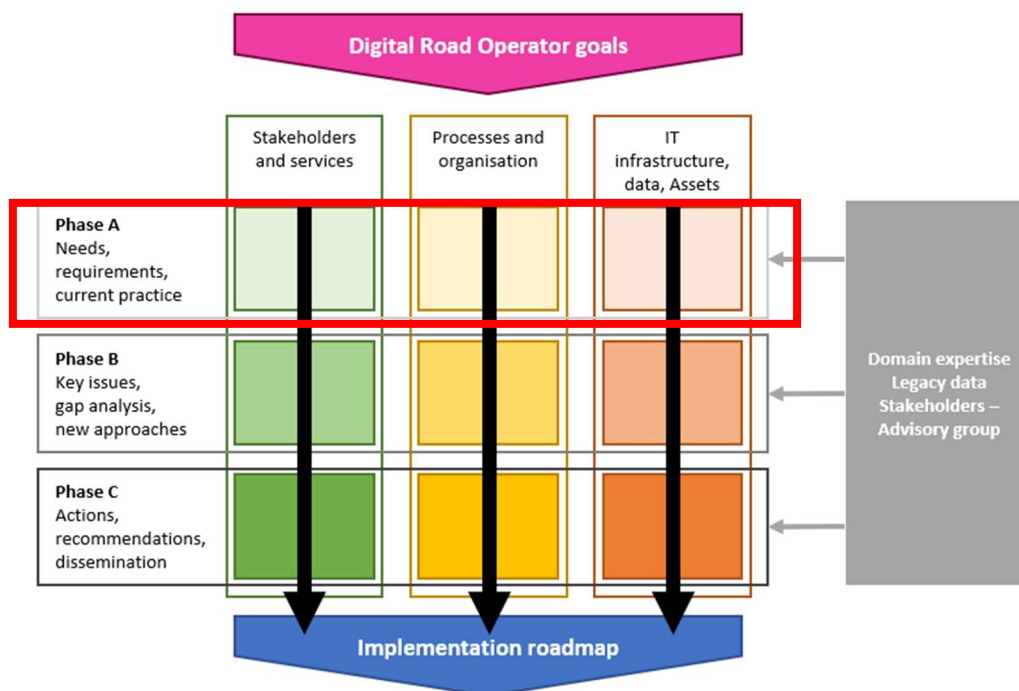 Digital Road Operator goals
Stakeholders
and services
Processes and
organisation
IT
infrastructure,
data, Assets
Phase A
Needs,
requirements,
current practice
Phase B
Key issues,
gap analysis,
new approaches
Phase C
Actions,
recommendations,
dissemination
Domain expertise
Legacy data
Stakeholders –
Advisory group
Implementation roadmap